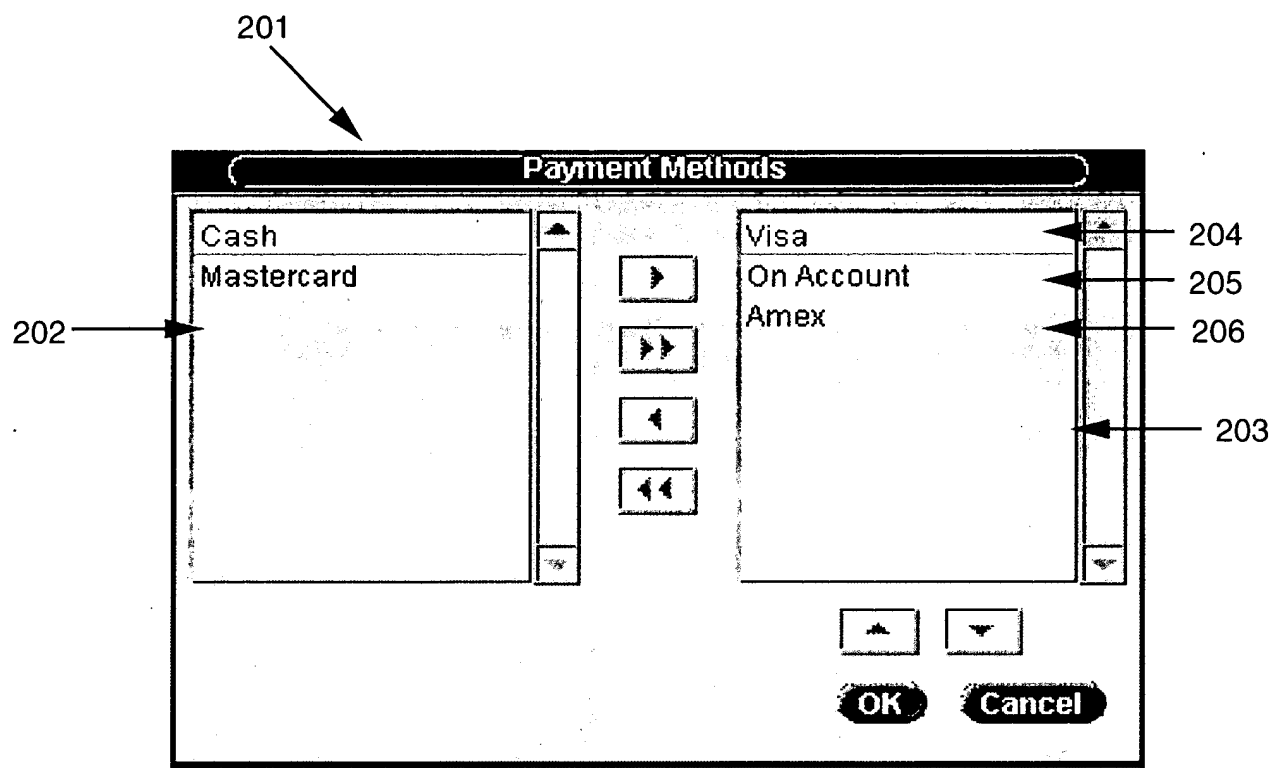 201
Payment Methods
Cash
Mastercard
202
Visa
On Account
Amex
204
205
206
203
OK
Cancel